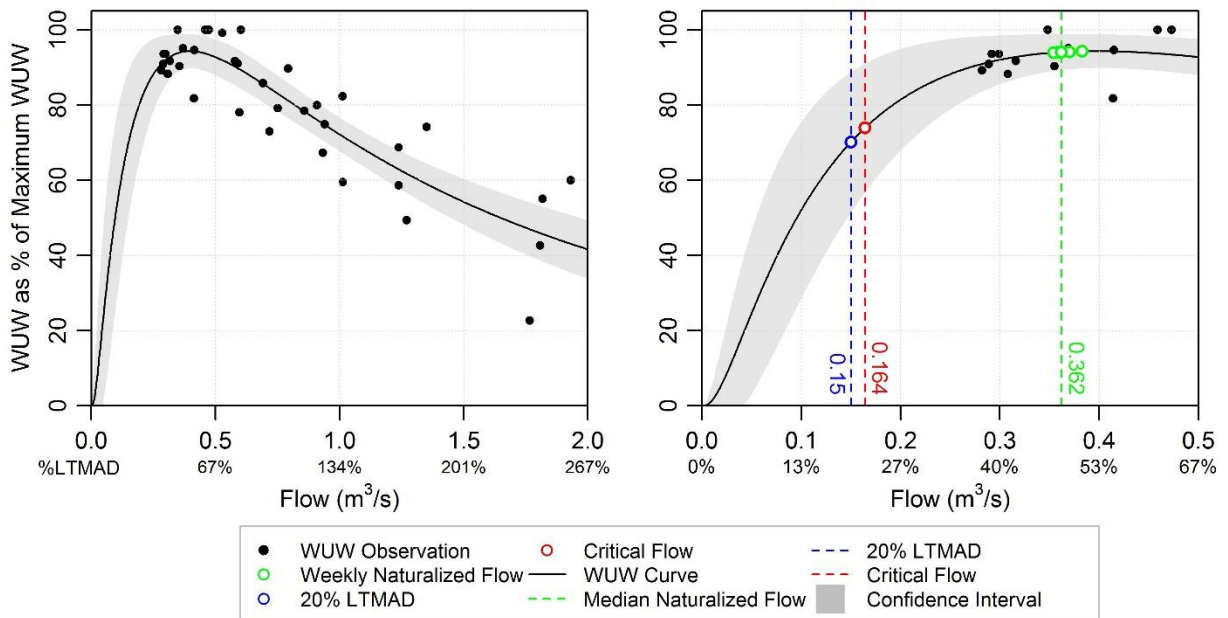 WUW as % of Maximum WUW
100
80
60
40
20
0
0.0 0.5 1.0 1.5 2.0
%LTMAD 67% 134% 201% 267%
Flow (m³/s)
100
80
60
40
20
0
0.15
0.164
0.362
0.0 0.1 0.2 0.3 0.4 0.5
0% 13% 27% 40% 53% 67%
Flow (m³/s)
WUW Observation Critical Flow 20% LTMAD
Weekly Naturalized Flow WUW Curve Critical Flow
20% LTMAD Median Naturalized Flow Confidence Interval